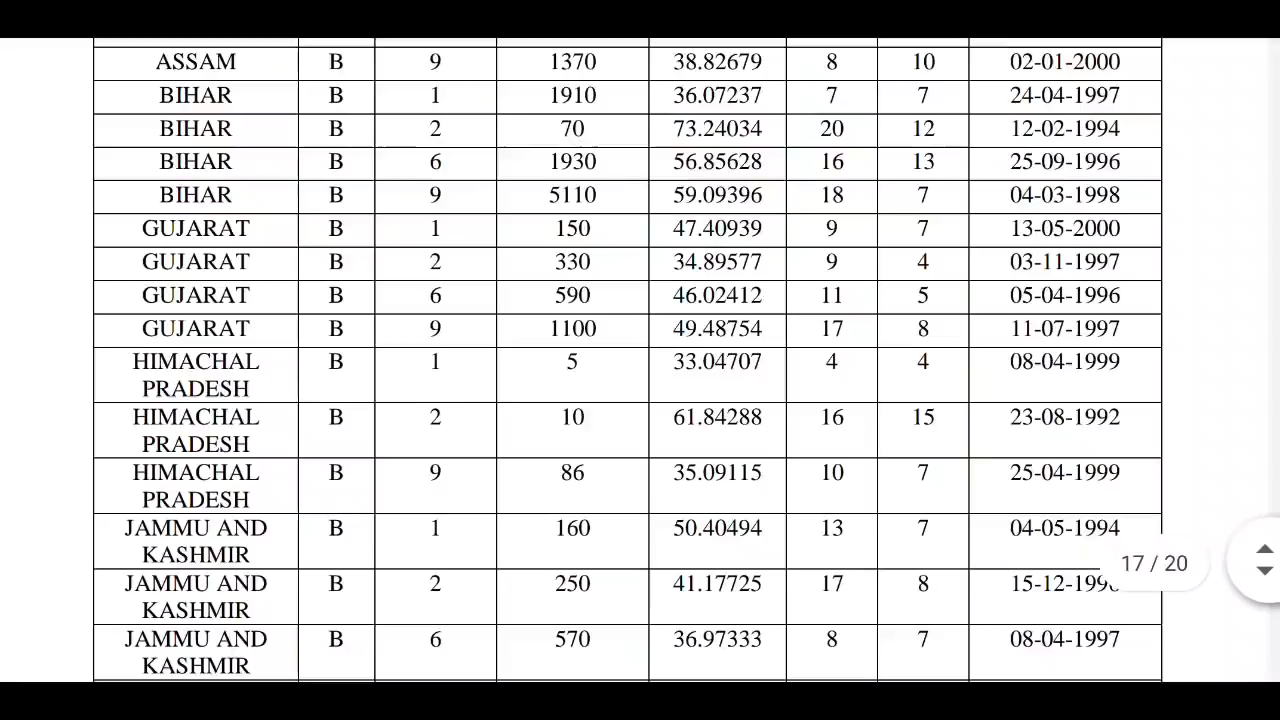 ASSAM B 9 1370 38.82679 8 10 02-01-2000
BIHAR B 1 1910 36.07237 7 7 24-04-1997
BIHAR B 2 70 73.24034 20 12 12-02-1994
BIHAR B 6 1930 56.85628 16 13 25-09-1996
BIHAR B 9 5110 59.09396 18 7 04-03-1998
GUJARAT B 1 150 47.40939 9 7 13-05-2000
GUJARAT B 2 330 34.89577 9 4 03-11-1997
GUJARAT B 6 590 46.02412 11 5 05-04-1996
GUJARAT B 9 1100 49.48754 17 8 11-07-1997
HIMACHAL B 1 5 33.04707 4 4 08-04-1999
PRADESH
HIMACHAL B 2 10 61.84288 16 15 23-08-1992
PRADESH
HIMACHAL B 9 86 35.09115 10 7 25-04-1999
PRADESH
JAMMU AND B 1 160 50.40494 13 7 04-05-1994
KASHMIR
17 / 20
JAMMU AND B 2 250 41.17725 17 8
KASHMIR
JAMMU AND B 6 570 36.97333 8 7 08-04-1997
KASHMIR